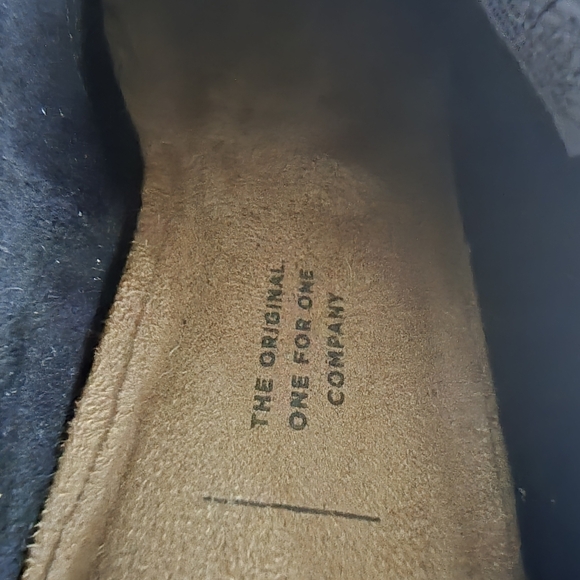 THE ORIGINAL
ONE FOR ONE
COMPANY